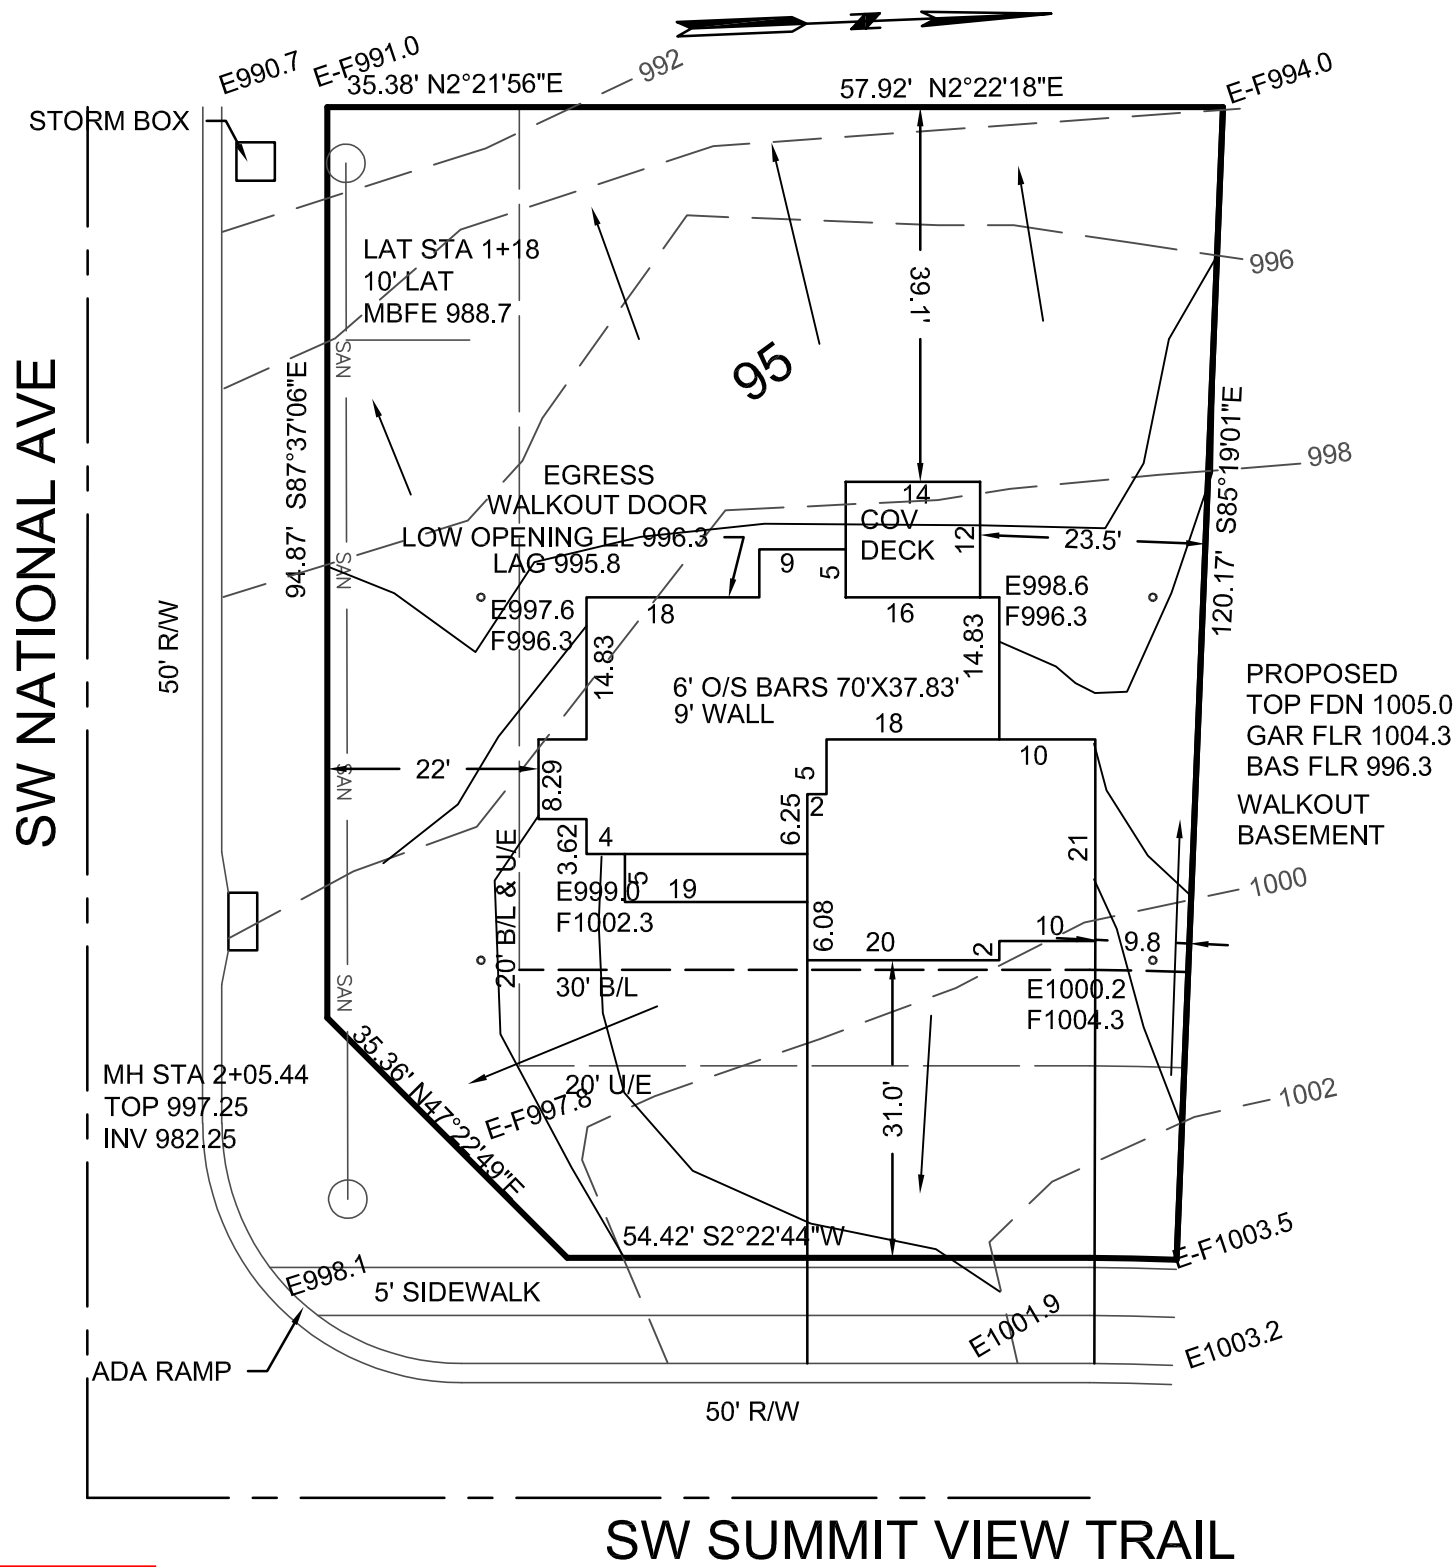 E990.7
E-F991.0
35.38' N2°21'56"E
992
57.92' N2°22'18"E
E-F994.0
STORM BOX
LAT STA 1+18
10' LAT
MBFE 988.7
SAN
39.1'
996
95
SW NATIONAL AVE
94.87' S87°37'06"E
998
120.17' S85°19'01"E
EGRESS
WALKOUT DOOR
LOW OPENING EL 996.3
LAG 995.8
14
COV
DECK
12
23.5'
9
5
SAN
E997.6
F996.3
18
16
E998.6
F996.3
50' R/W
14.83
14.83
6' O/S BARS 70'X37.83'
9' WALL
PROPOSED
TOP FDN 1005.0
GAR FLR 1004.3
BAS FLR 996.3
WALKOUT
BASEMENT
18
10
22'
SAN
8.29
5
2
6.25
3.62
4
21
20' B/L & U/E
5
19
E999.0
F1002.3
1000
6.08
20
2
10
9.8
SAN
30' B/L
E1000.2
F1004.3
35.36' N47°22'49"E
MH STA 2+05.44
TOP 997.25
INV 982.25
20' U/E
E-F997.8
31.0'
1002
54.42' S2°22'44"W
E-F1003.5
E998.1
5' SIDEWALK
E1001.9
E1003.2
ADA RAMP
50' R/W
SW SUMMIT VIEW TRAIL